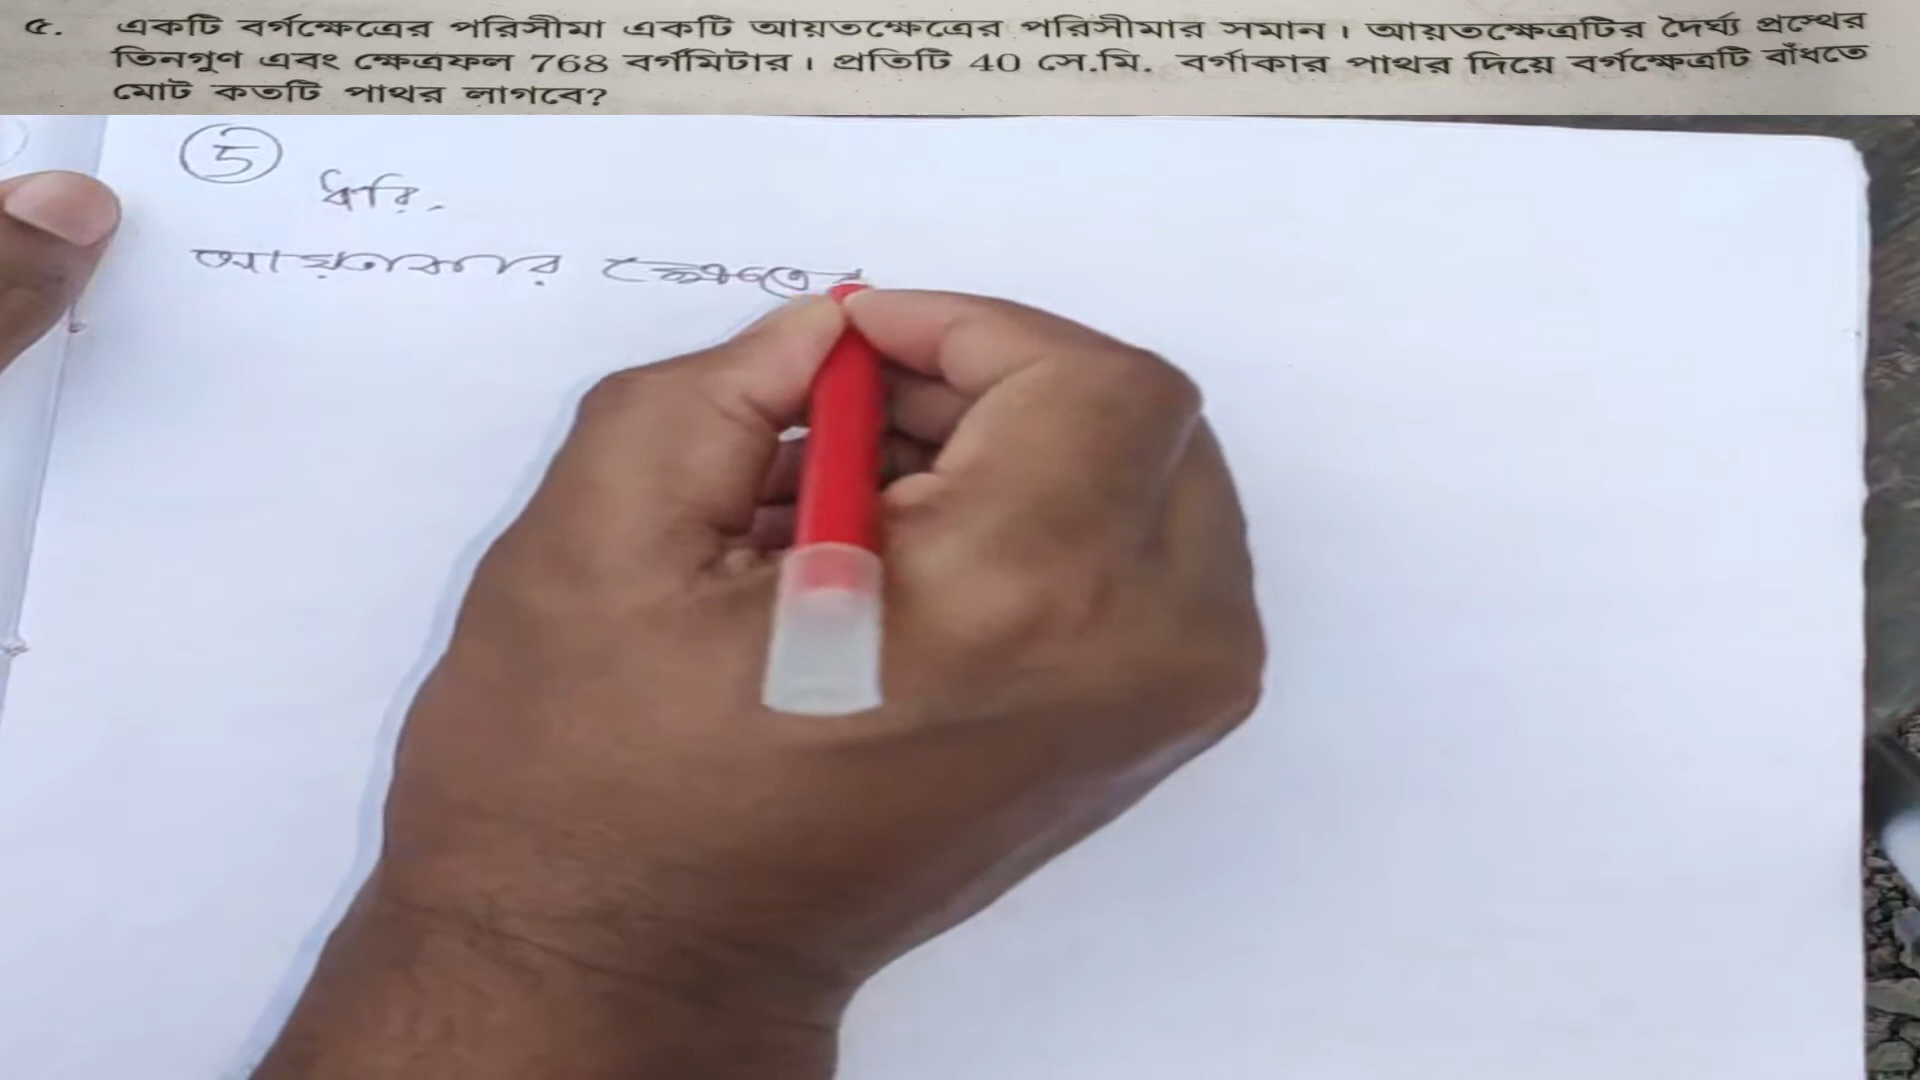 ৫. একটি বর্গক্ষেত্রের পরিসীমা একটি আয়তক্ষেত্রের পরিসীমার সমান। আয়তক্ষেত্রটির দৈর্ঘ্য প্রস্থের
তিনগুণ এবং ক্ষেত্রফল 768 বর্গমিটার। প্রতিটি 40 সে.মি. বর্গাকার পাথর দিয়ে বর্গক্ষেত্রটি বাঁধতে
মোট কতটি পাথর লাগবে?
5
ধরি,
আয়তাকার ক্ষেত্রের